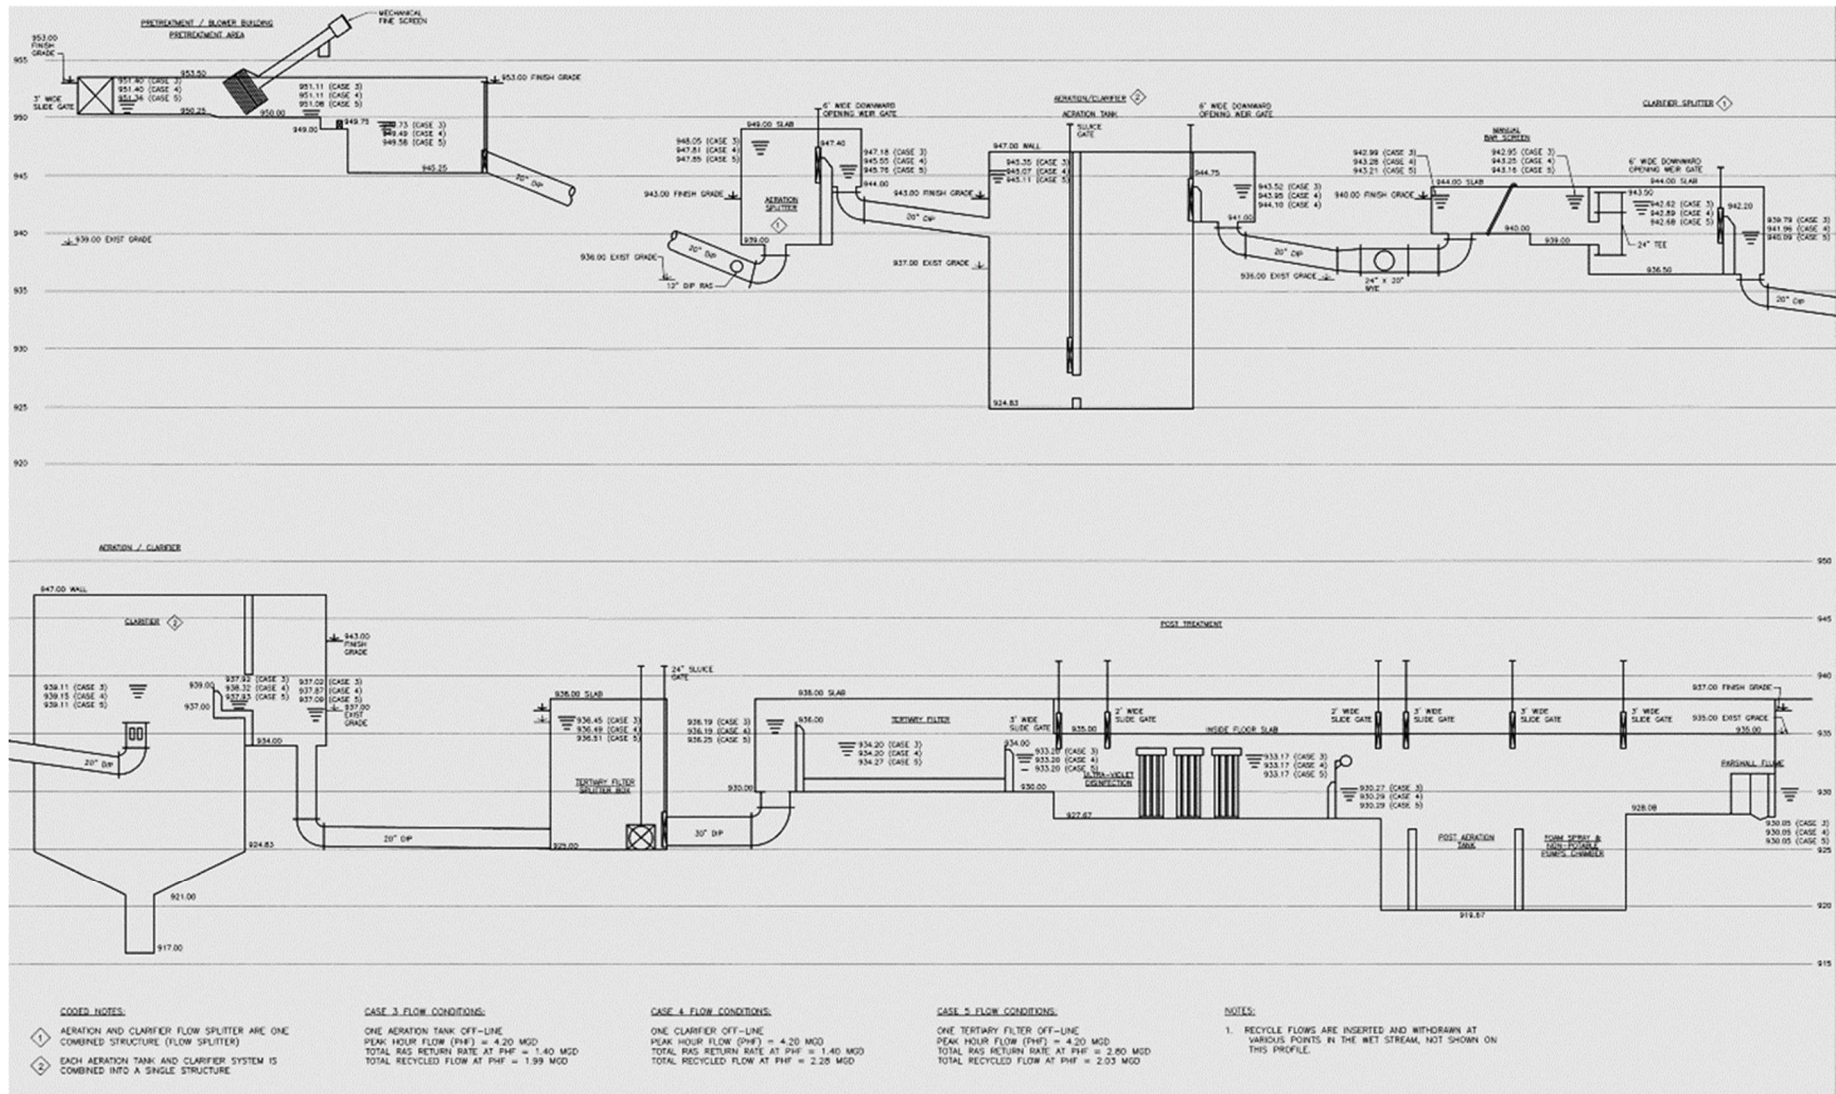 PRETREATMENT / BLOWER BUILDING
PRETREATMENT AREA
MECHANICAL
FINE SCREEN
953.00
FINISH
GRADE
955
953.50
951.40 (CASE 3)
951.40 (CASE 4)
951.36 (CASE 5)
3' WIDE
SLIDE GATE
950.25
950.00
951.11 (CASE 3)
951.11 (CASE 4)
951.08 (CASE 5)
953.00 FINISH GRADE
950
949.00
949.75
949.49 (CASE 4)
949.58 (CASE 5)
945.25
20" DIP
945
940
939.00 EXIST GRADE
935
930
925
920
6' WIDE DOWNWARD
OPENING WEIR GATE
949.00 SLAB
948.05 (CASE 3)
947.81 (CASE 4)
947.85 (CASE 5)
947.40
947.18 (CASE 3)
945.55 (CASE 4)
945.76 (CASE 5)
944.00
943.00 FINISH GRADE
AERATION
SPLITTER
1
939.00
936.00 EXIST GRADE
20" DIP
12" DIP RAS
20" DIP
943.00 FINISH GRADE
937.00 EXIST GRADE
AERATION/CLARIFIER
2
AERATION TANK
SLUICE
GATE
947.00 WALL
945.35 (CASE 3)
945.07 (CASE 4)
945.11 (CASE 5)
924.83
6' WIDE DOWNWARD
OPENING WEIR GATE
944.75
943.52 (CASE 3)
943.95 (CASE 4)
944.10 (CASE 4)
941.00
20" DIP
936.00 EXIST GRADE
24" X 20"
WYE
CLARIFIER SPLITTER
1
MANUAL
BAR SCREEN
942.99 (CASE 3)
943.28 (CASE 4)
943.21 (CASE 5)
942.95 (CASE 3)
943.25 (CASE 4)
943.18 (CASE 5)
940.00 FINISH GRADE
944.00 SLAB
940.00
939.00
6' WIDE DOWNWARD
OPENING WEIR GATE
944.00 SLAB
943.50
942.62 (CASE 3)
942.89 (CASE 4)
942.68 (CASE 5)
24" TEE
936.50
942.20
939.79 (CASE 3)
941.96 (CASE 4)
940.09 (CASE 5)
20" DIP
AERATION / CLARIFIER
947.00 WALL
CLARIFIER
2
943.00
FINISH
GRADE
939.11 (CASE 3)
939.15 (CASE 4)
939.11 (CASE 5)
939.00
937.00
937.92 (CASE 3)
938.32 (CASE 4)
937.93 (CASE 5)
937.02 (CASE 3)
937.87 (CASE 4)
937.09 (CASE 5)
937.00
EXIST
GRADE
934.00
20" DIP
924.83
921.00
917.00
20" DIP
938.00 SLAB
24" SLUICE
GATE
936.45 (CASE 3)
936.49 (CASE 4)
936.51 (CASE 5)
TERTIARY FILTER
SPLITTER BOX
925.00
30" DIP
938.00 SLAB
936.19 (CASE 3)
936.19 (CASE 4)
936.25 (CASE 5)
936.00
TERTIARY FILTER
934.20 (CASE 3)
934.20 (CASE 4)
934.27 (CASE 5)
930.00
934.00
930.00
POST TREATMENT
3' WIDE
SLIDE GATE
935.00
2' WIDE
SLIDE GATE
INSIDE FLOOR SLAB
933.20 (CASE 3)
933.20 (CASE 4)
933.20 (CASE 5)
ULTRA-VIOLET
DISINFECTION
933.17 (CASE 3)
933.17 (CASE 4)
933.17 (CASE 5)
927.67
930.27 (CASE 3)
930.29 (CASE 4)
930.29 (CASE 5)
2' WIDE
SLIDE GATE
3' WIDE
SLIDE GATE
3' WIDE
SLIDE GATE
3' WIDE
SLIDE GATE
937.00 FINISH GRADE
935.00 EXIST GRADE
935.00
PARSHALL FLUME
928.08
POST AERATION
TANK
FOAM SPRAY &
NON-POTABLE
PUMPS CHAMBER
919.67
930.05 (CASE 3)
930.05 (CASE 4)
930.05 (CASE 5)
950
945
940
935
930
925
920
915
CODED NOTES:
1
AERATION AND CLARIFIER FLOW SPLITTER ARE ONE
COMBINED STRUCTURE (FLOW SPLITTER)
2
EACH AERATION TANK AND CLARIFIER SYSTEM IS
COMBINED INTO A SINGLE STRUCTURE
CASE 3 FLOW CONDITIONS:
ONE AERATION TANK OFF-LINE
PEAK HOUR FLOW (PHF) = 4.20 MGD
TOTAL RAS RETURN RATE AT PHF = 1.40 MGD
TOTAL RECYCLED FLOW AT PHF = 1.99 MGD
CASE 4 FLOW CONDITIONS:
ONE CLARIFIER OFF-LINE
PEAK HOUR FLOW (PHF) = 4.20 MGD
TOTAL RAS RETURN RATE AT PHF = 1.40 MGD
TOTAL RECYCLED FLOW AT PHF = 2.28 MGD
CASE 5 FLOW CONDITIONS:
ONE TERTIARY FILTER OFF-LINE
PEAK HOUR FLOW (PHF) = 4.20 MGD
TOTAL RAS RETURN RATE AT PHF = 2.80 MGD
TOTAL RECYCLED FLOW AT PHF = 2.03 MGD
NOTES:
1. RECYCLE FLOWS ARE INSERTED AND WITHDRAWN AT
VARIOUS POINTS IN THE WET STREAM, NOT SHOWN ON
THIS PROFILE.